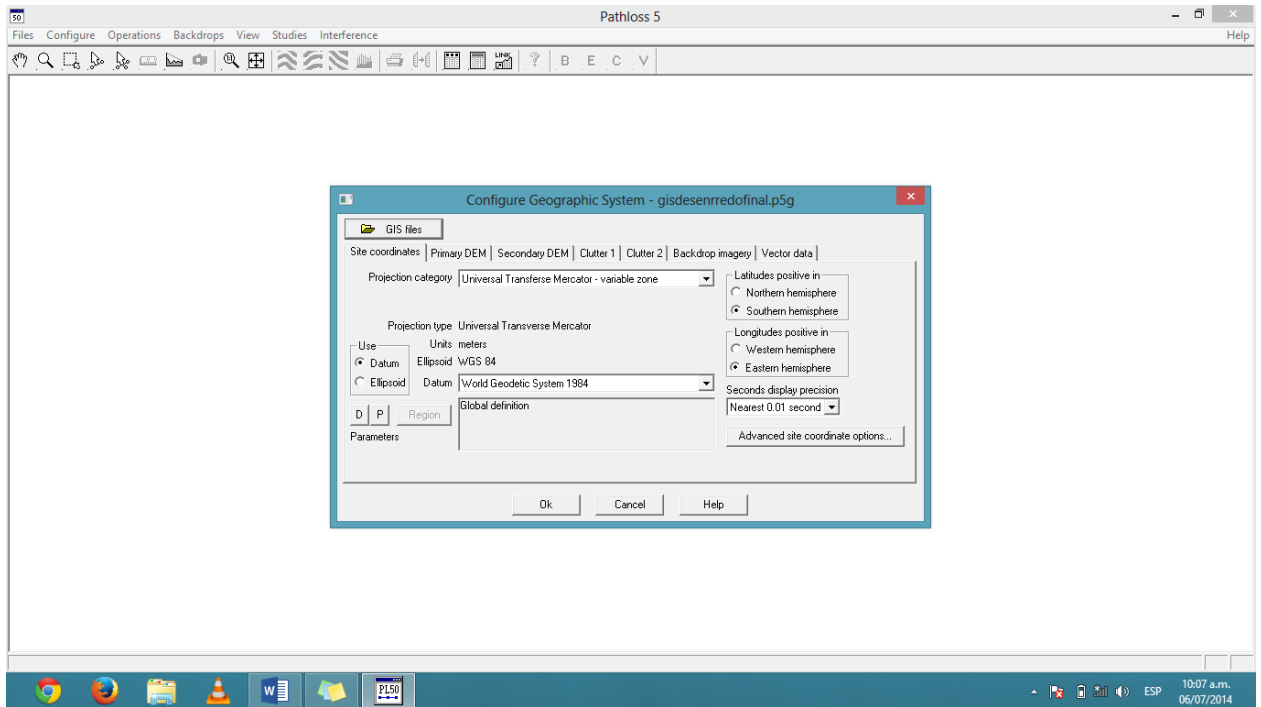 50
Pathloss 5
Files Configure Operations Backdrops View Studies Interference Help
LINK
? B E C V
Configure Geographic System - gisdesenrredofinal.p5g
GIS files
Site coordinates Primary DEM Secondary DEM Clutter 1 Clutter 2 Backdrop imagery Vector data
Projection category Universal Transferse Mercator - variable zone
Latitudes positive in
Northern hemisphere
Southern hemisphere
Projection type Universal Transverse Mercator
Longitudes positive in
Use
Units meters
Western hemisphere
Datum
Ellipsoid WGS 84
Eastern hemisphere
Ellipsoid
Datum World Geodetic System 1984
Seconds display precision
Nearest 0.01 second
D P Region
Global definition
Parameters
Advanced site coordinate options...
Ok Cancel Help
W
PL50
ESP
10:07 a.m.
06/07/2014